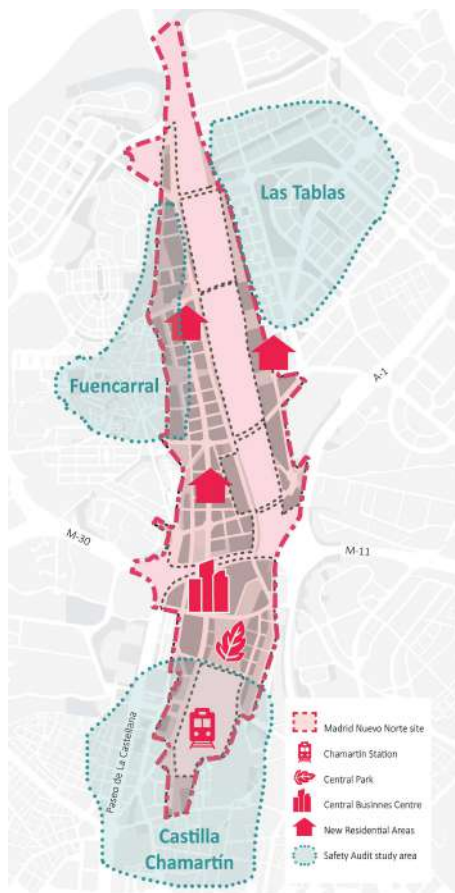 Las Tablas
Fuencarral
A-1
M-30
M-11
Paseo de La Castellana
Castilla
Chamartín
Madrid Nuevo Norte site
Chamartín Station
Central Park
Central Businnes Centre
New Residential Areas
Safety Audit study area